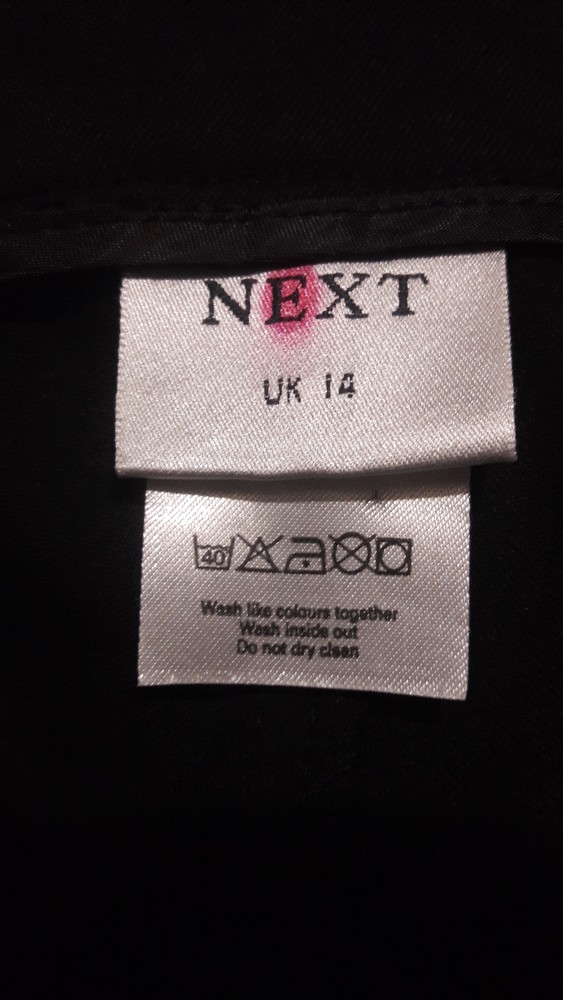 NEXT
UK 14
40
Wash like colours together
Wash inside out
Do not dry clean